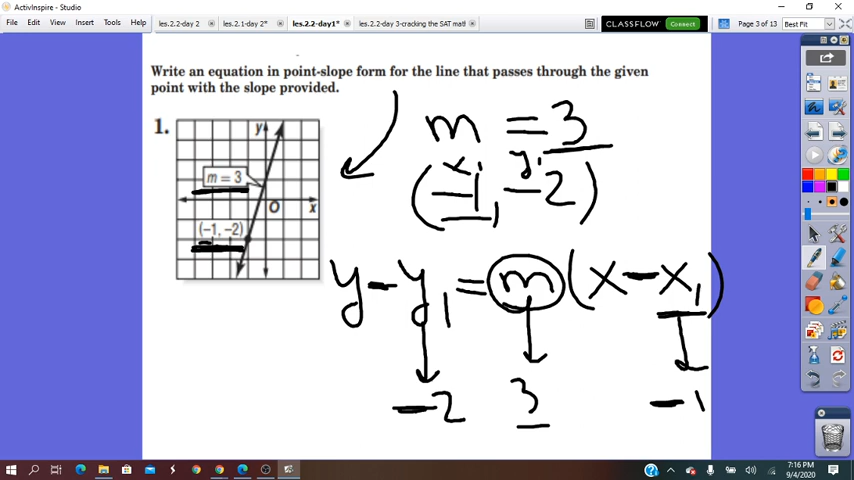 ActivInspire - Studio
File Edit View Insert Tools Help
CLASSFLOW Connect
Page 3 of 13
Best Fit
les.2.2-day 2
les.2.1-day 2*
les.2.2-day1*
les.2.2-day 3-cracking the SAT mat
Write an equation in point-slope form for the line that passes through the given
point with the slope provided.
1.
y
m = 3
O
x
(−1, −2)
m = 3
x₁ y₁
(−1, −2)
y − y₁ = m (x − x₁)
−2 3 −1
7:16 PM
9/4/2020